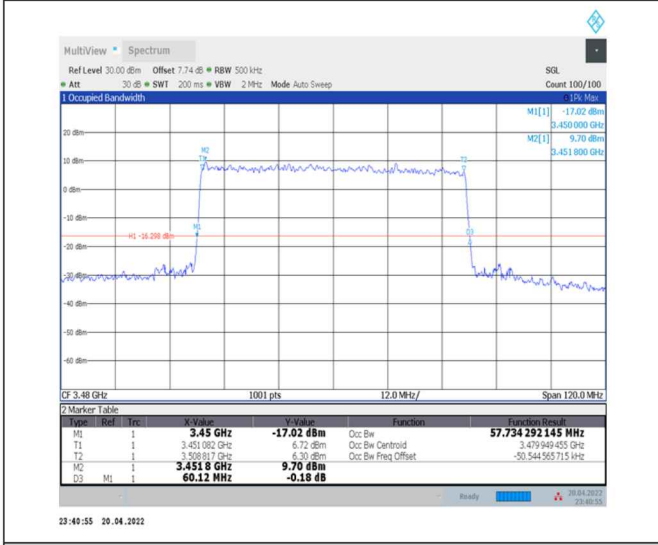 MultiView Spectrum
Ref Level 30.00 dBm Offset 7.74 dB RBW 500 kHz SGL
Att 30 dB SWT 200 ms VBW 2 MHz Mode Auto Sweep Count 100/100
1 Occupied Bandwidth 1Pk Max
M1[1] -17.02 dBm
3.450 000 GHz
M2[1] 9.70 dBm
3.451 800 GHz
20 dBm
M2
T1
T2
10 dBm
0 dBm
-10 dBm
M1
D3
H1 -16.298 dBm
-20 dBm
-30 dBm
-40 dBm
-50 dBm
-60 dBm
CF 3.48 GHz 1001 pts 12.0 MHz/ Span 120.0 MHz
2 Marker Table
Type Ref Trc X-Value Y-Value Function Function Result
M1 1 3.45 GHz -17.02 dBm Occ Bw 57.734 292 145 MHz
T1 1 3.451 082 GHz 6.72 dBm Occ Bw Centroid 3.479 949 455 GHz
T2 1 3.508 817 GHz 6.30 dBm Occ Bw Freq Offset -50.544 565 715 kHz
M2 1 3.4518 GHz 9.70 dBm
D3 M1 1 60.12 MHz -0.18 dB
Ready 20.04.2022
23:40:55
23:40:55 20.04.2022